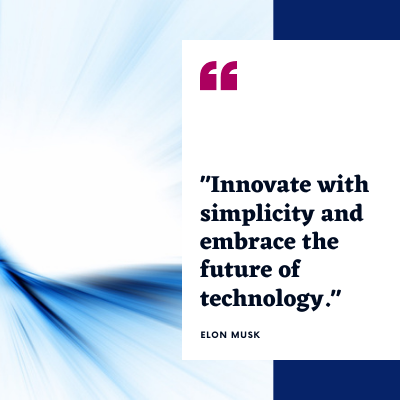 "Innovate with
simplicity and
embrace the
future of
technology."
ELON MUSK